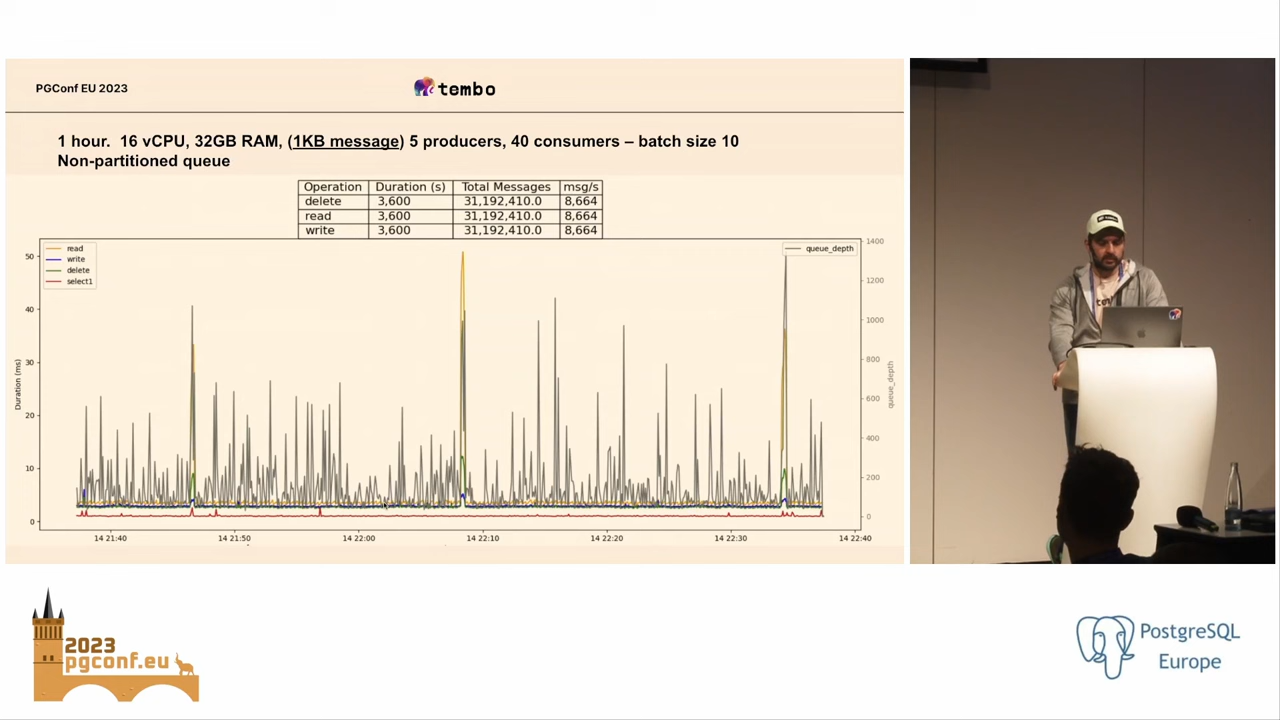 PGConf EU 2023
tembo
1 hour.  16 vCPU, 32GB RAM, (1KB message) 5 producers, 40 consumers – batch size 10
Non-partitioned queue
Operation Duration (s) Total Messages msg/s
delete 3,600 31,192,410.0 8,664
read 3,600 31,192,410.0 8,664
write 3,600 31,192,410.0 8,664
read
write
delete
select1
queue_depth
Duration (ms)
50
40
30
20
10
0
1400
1200
1000
800
600
400
200
0
queue_depth
14 21:40 14 21:50 14 22:00 14 22:10 14 22:20 14 22:30 14 22:40
2023
pgconf.eu
PostgreSQL
Europe